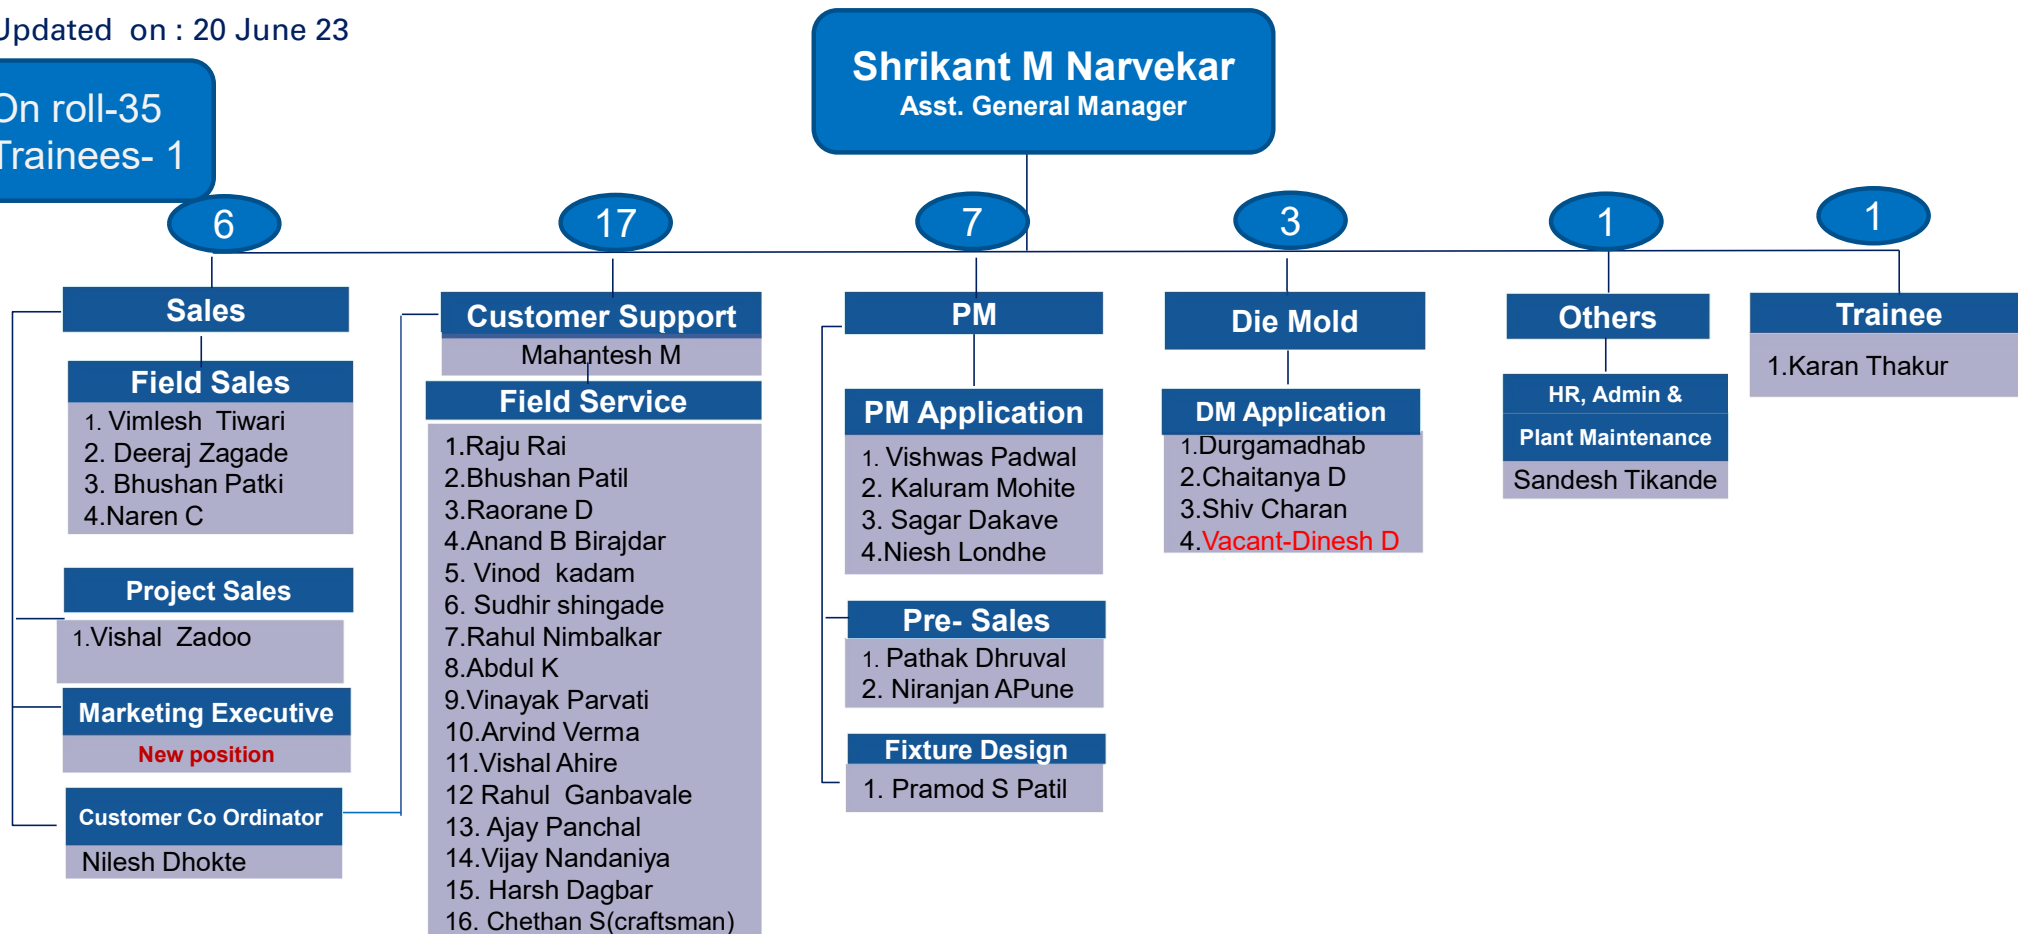 Updated on : 20 June 23
On roll-35
Trainees- 1
Shrikant M Narvekar
Asst. General Manager
6
17
7
3
1
1
Sales
Field Sales
1. Vimlesh Tiwari
2. Deeraj Zagade
3. Bhushan Patki
4.Naren C
Project Sales
1.Vishal Zadoo
Marketing Executive
New position
Customer Co Ordinator
Nilesh Dhokte
Customer Support
Mahantesh M
Field Service
1.Raju Rai
2.Bhushan Patil
3.Raorane D
4.Anand B Birajdar
5. Vinod kadam
6. Sudhir shingade
7.Rahul Nimbalkar
8.Abdul K
9.Vinayak Parvati
10.Arvind Verma
11.Vishal Ahire
12 Rahul Ganbavale
13. Ajay Panchal
14.Vijay Nandaniya
15. Harsh Dagbar
16. Chethan S(craftsman)
PM
PM Application
1. Vishwas Padwal
2. Kaluram Mohite
3. Sagar Dakave
4.Niesh Londhe
Pre- Sales
1. Pathak Dhruval
2. Niranjan APune
Fixture Design
1. Pramod S Patil
Die Mold
DM Application
1.Durgamadhab
2.Chaitanya D
3.Shiv Charan
4.Vacant-Dinesh D
Others
HR, Admin &
Plant Maintenance
Sandesh Tikande
Trainee
1.Karan Thakur